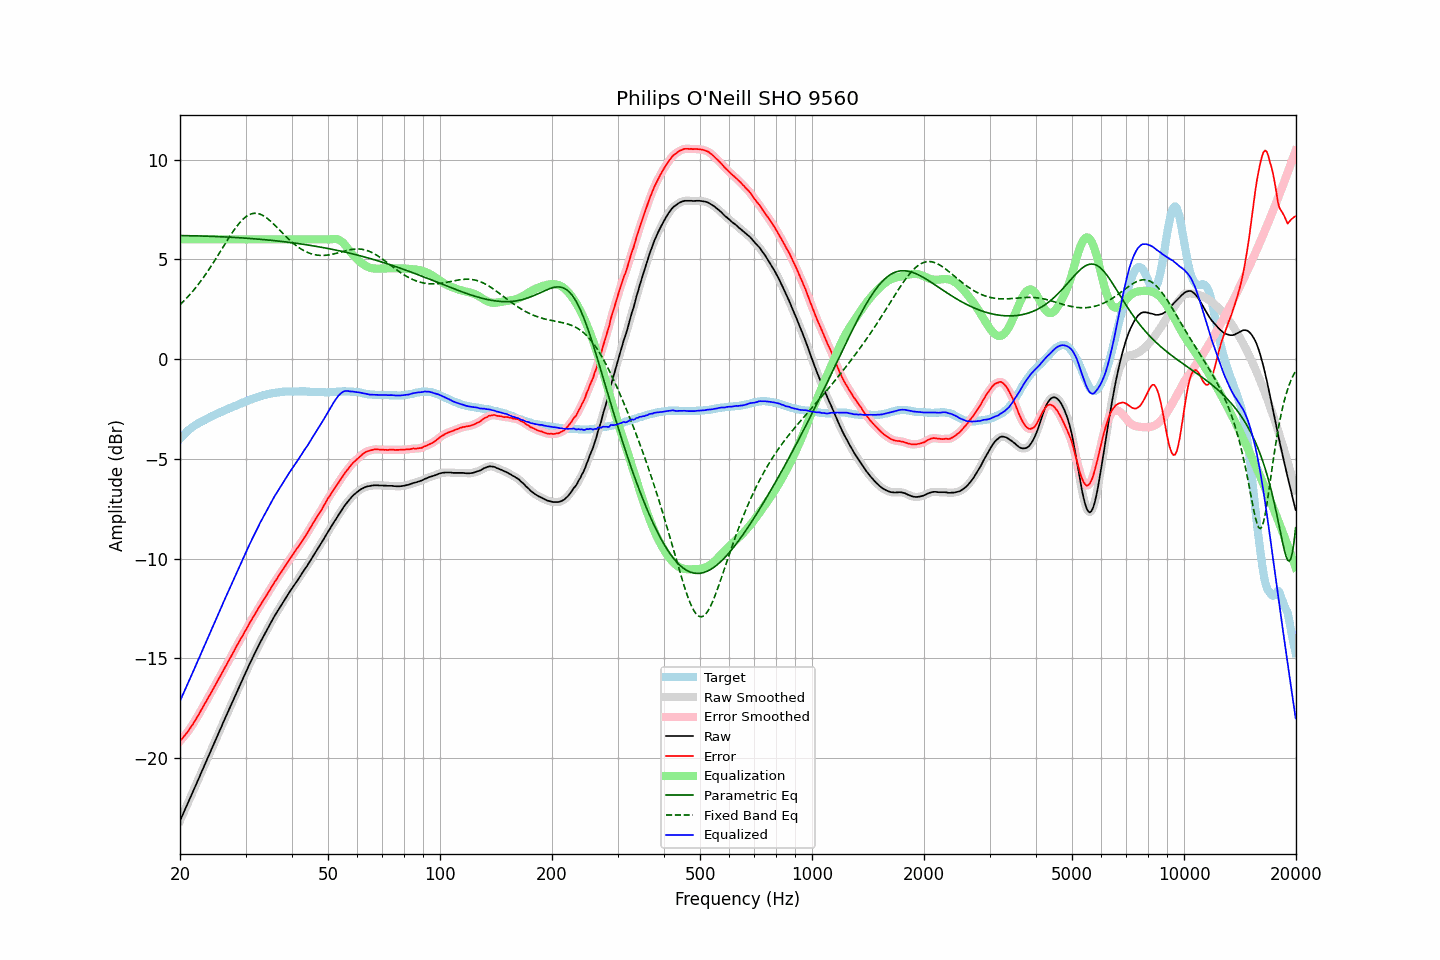 Philips O'Neill SHO 9560
Amplitude (dBr)
10
5
0
−5
−10
−15
−20
Target
Raw Smoothed
Error Smoothed
Raw
Error
Equalization
Parametric Eq
Fixed Band Eq
Equalized
20 50 100 200 500 1000 2000 5000 10000 20000
Frequency (Hz)